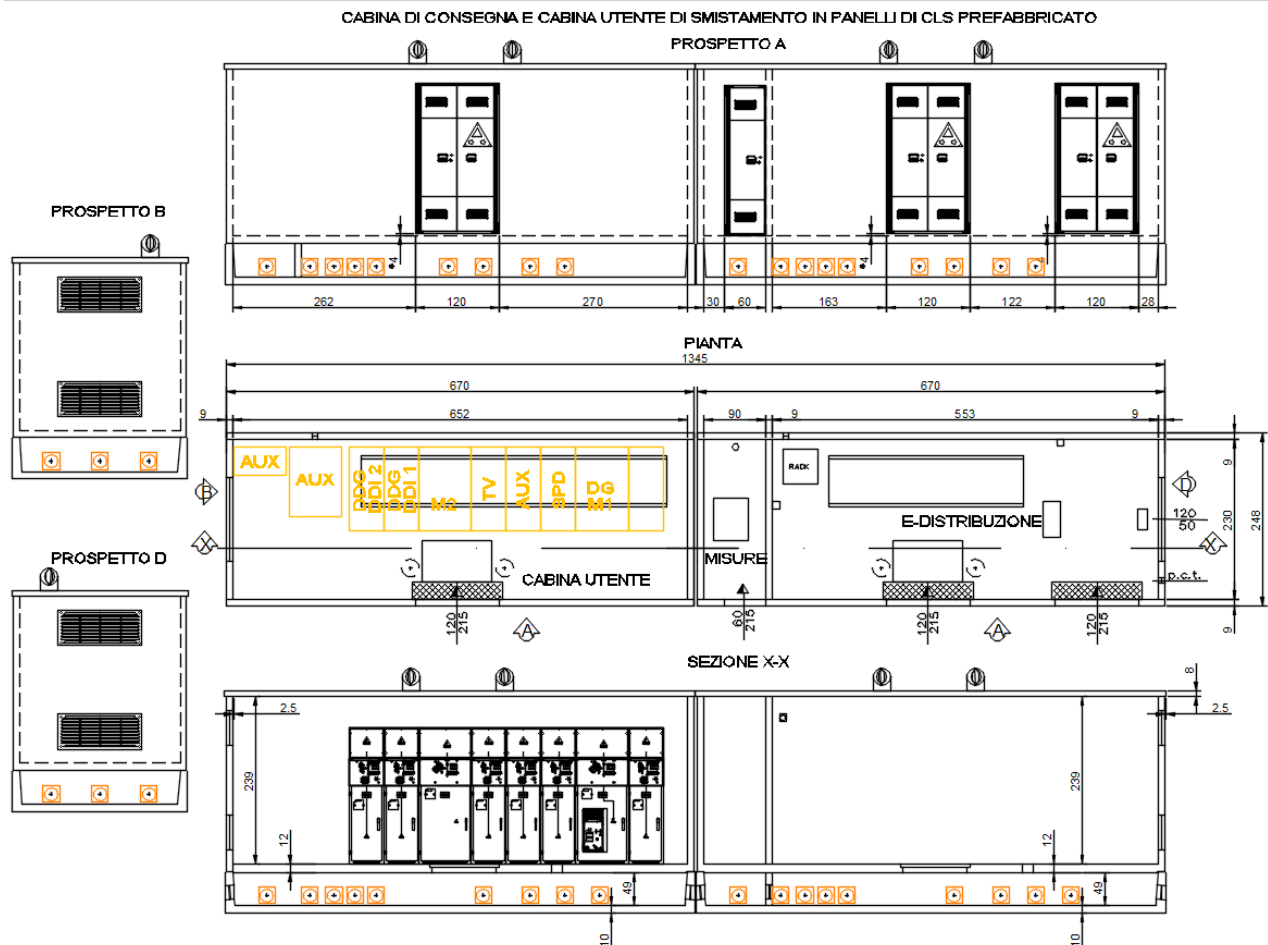 CABINA DI CONSEGNA E CABINA UTENTE DI SMISTAMENTO IN PANELLI DI CLS PREFABBRICATO
PROSPETTO A
PROSPETTO B
4
4
262
120
270
30
60
163
120
122
120
28
PIANTA
1345
670
670
9
652
90
9
553
9
AUX
AUX
DDG
DDI 2
DDG
DDI 1
M2
TV
AUX
SPD
DG
M1
RACK
E-DISTRIBUZIONE
MISURE
CABINA UTENTE
B
D
X
X
120
50
p.c.t.
9
230
248
9
120
215
A
60
215
120
215
A
120
215
PROSPETTO D
SEZIONE X-X
8
2.5
2.5
239
239
12
12
49
49
10
10